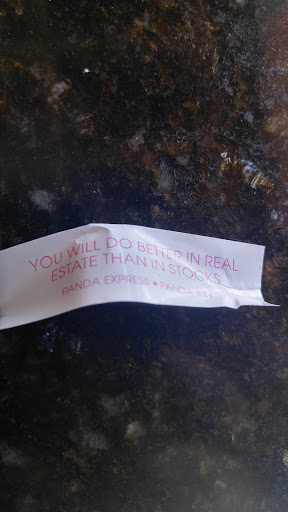 YOU WILL DO BETTER IN REAL
ESTATE THAN IN STOCKS
PANDA EXPRESS • PANDA INN